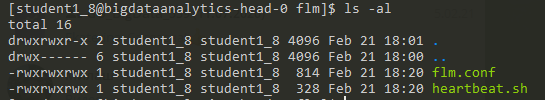 [student1_8@bigdataanalytics-head-0 flm]$ ls -al
total 16
drwxrwxr-x 2 student1_8 student1_8 4096 Feb 21 18:01 .
drwx------ 6 student1_8 student1_8 4096 Feb 21 18:00 ..
-rwxrwxrwx 1 student1_8 student1_8  814 Feb 21 18:20 flm.conf
-rwxrwxrwx 1 student1_8 student1_8  328 Feb 21 18:20 heartbeat.sh